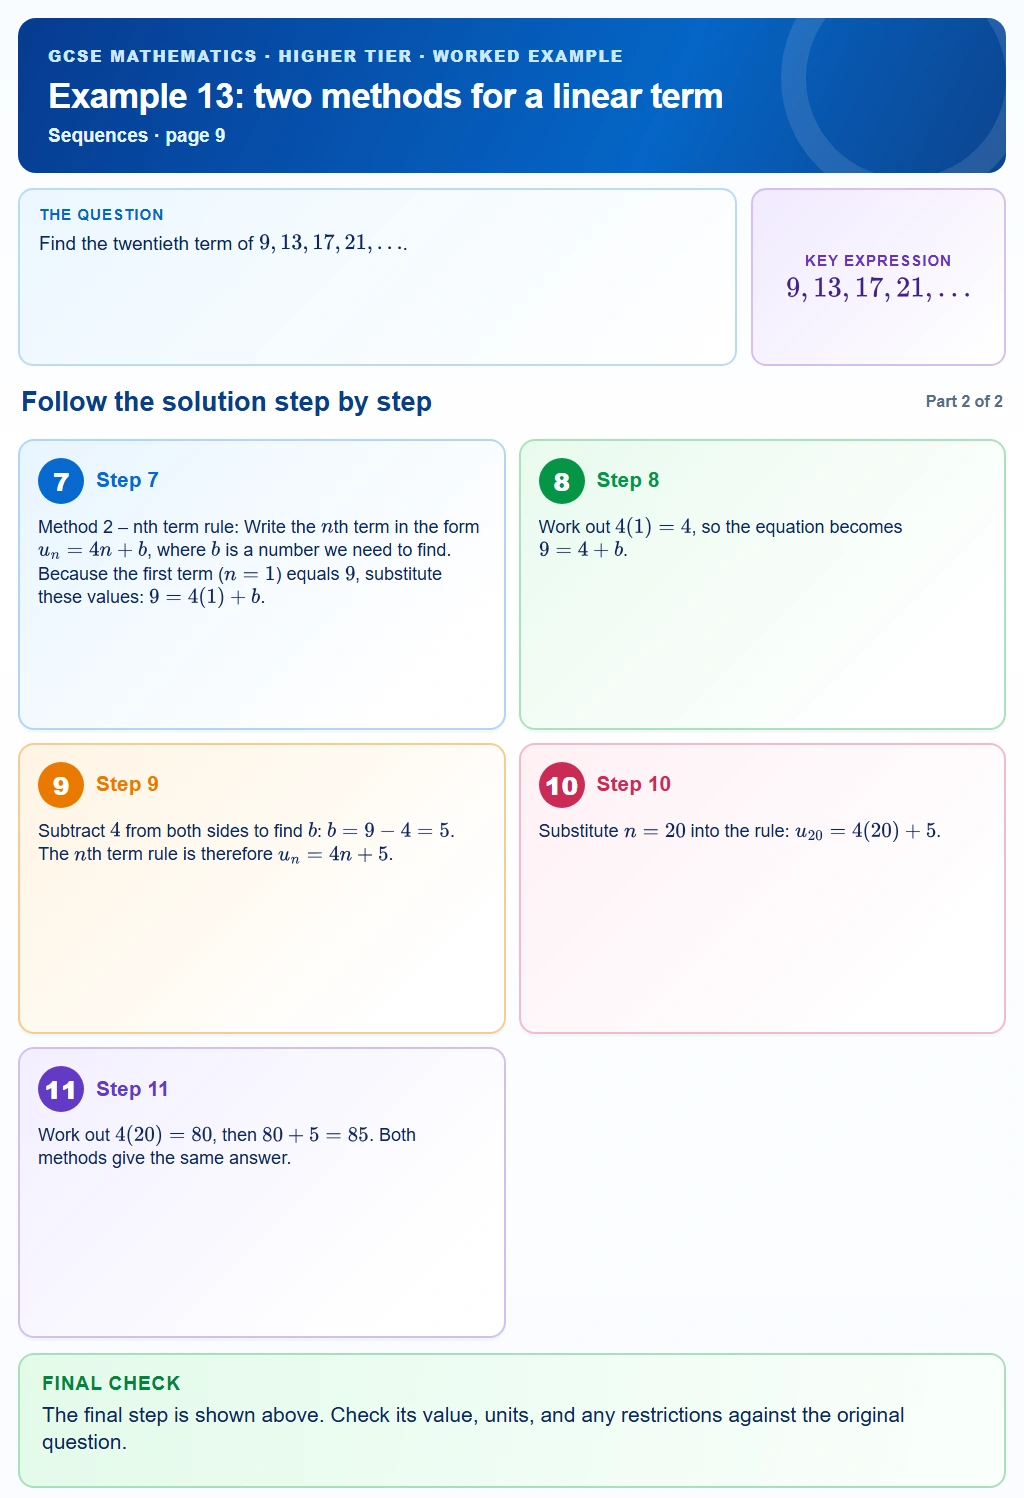 GCSE MATHEMATICS · HIGHER TIER · WORKED EXAMPLE
Example 13: two methods for a linear term
Sequences · page 9
THE QUESTION
Find the twentieth term of 9, 13, 17, 21, ….
KEY EXPRESSION
9, 13, 17, 21, …
Follow the solution step by step
Part 2 of 2
7 Step 7
Method 2 – nth term rule: Write the nth term in the form
uₙ = 4n + b, where b is a number we need to find.
Because the first term (n = 1) equals 9, substitute
these values: 9 = 4(1) + b.
8 Step 8
Work out 4(1) = 4, so the equation becomes
9 = 4 + b.
9 Step 9
Subtract 4 from both sides to find b: b = 9 − 4 = 5.
The nth term rule is therefore uₙ = 4n + 5.
10 Step 10
Substitute n = 20 into the rule: u₂₀ = 4(20) + 5.
11 Step 11
Work out 4(20) = 80, then 80 + 5 = 85. Both
methods give the same answer.
FINAL CHECK
The final step is shown above. Check its value, units, and any restrictions against the original
question.